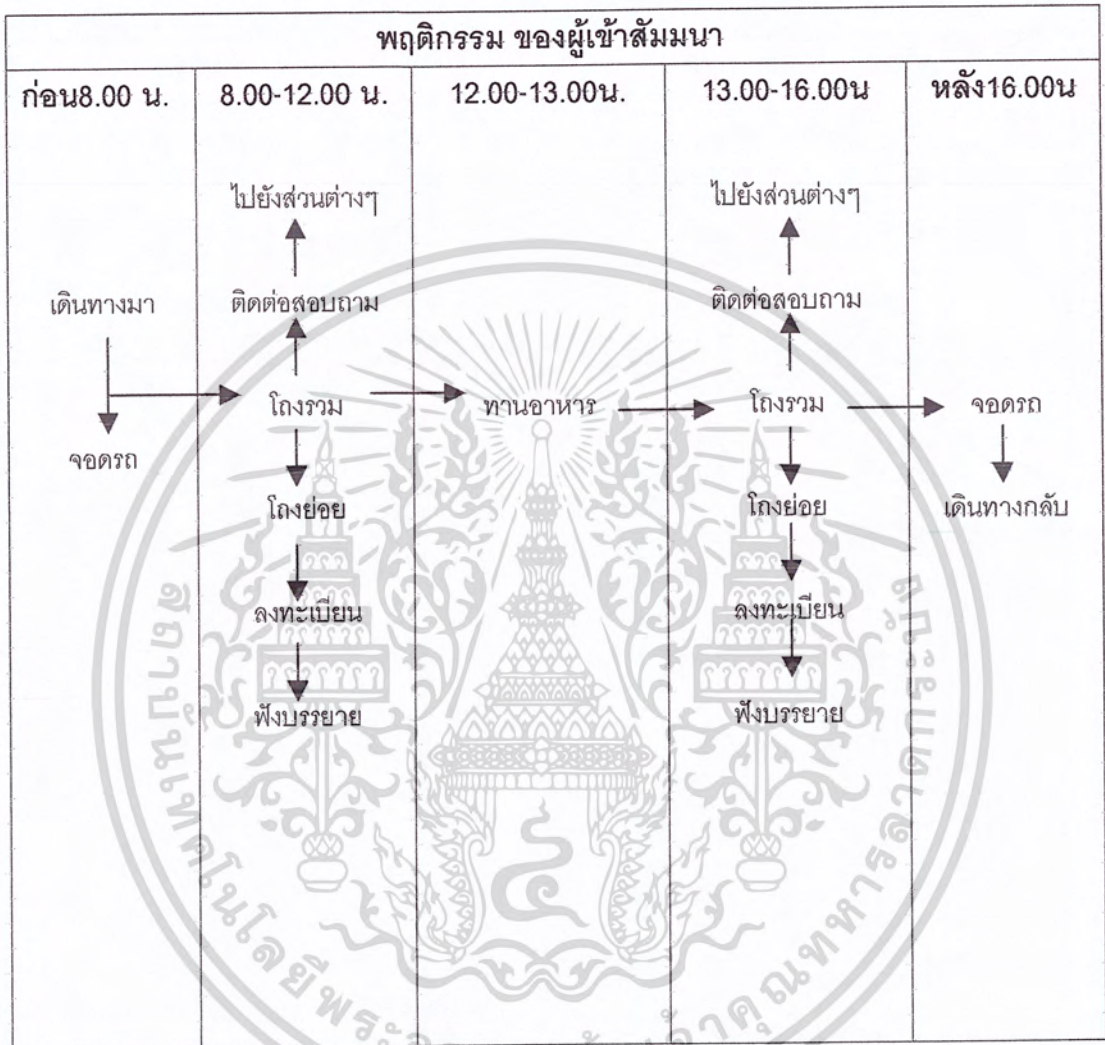 พฤติกรรม ของผู้เข้าสัมมนา
ก่อน8.00 น. 8.00-12.00 น. 12.00-13.00น. 13.00-16.00น หลัง16.00น
ไปยังส่วนต่างๆ ไปยังส่วนต่างๆ
เดินทางมา ติดต่อสอบถาม ติดต่อสอบถาม
โถงรวม ทานอาหาร โถงรวม จอดรถ
จอดรถ
โถงย่อย โถงย่อย เดินทางกลับ
ลงทะเบียน ลงทะเบียน
ฟังบรรยาย ฟังบรรยาย